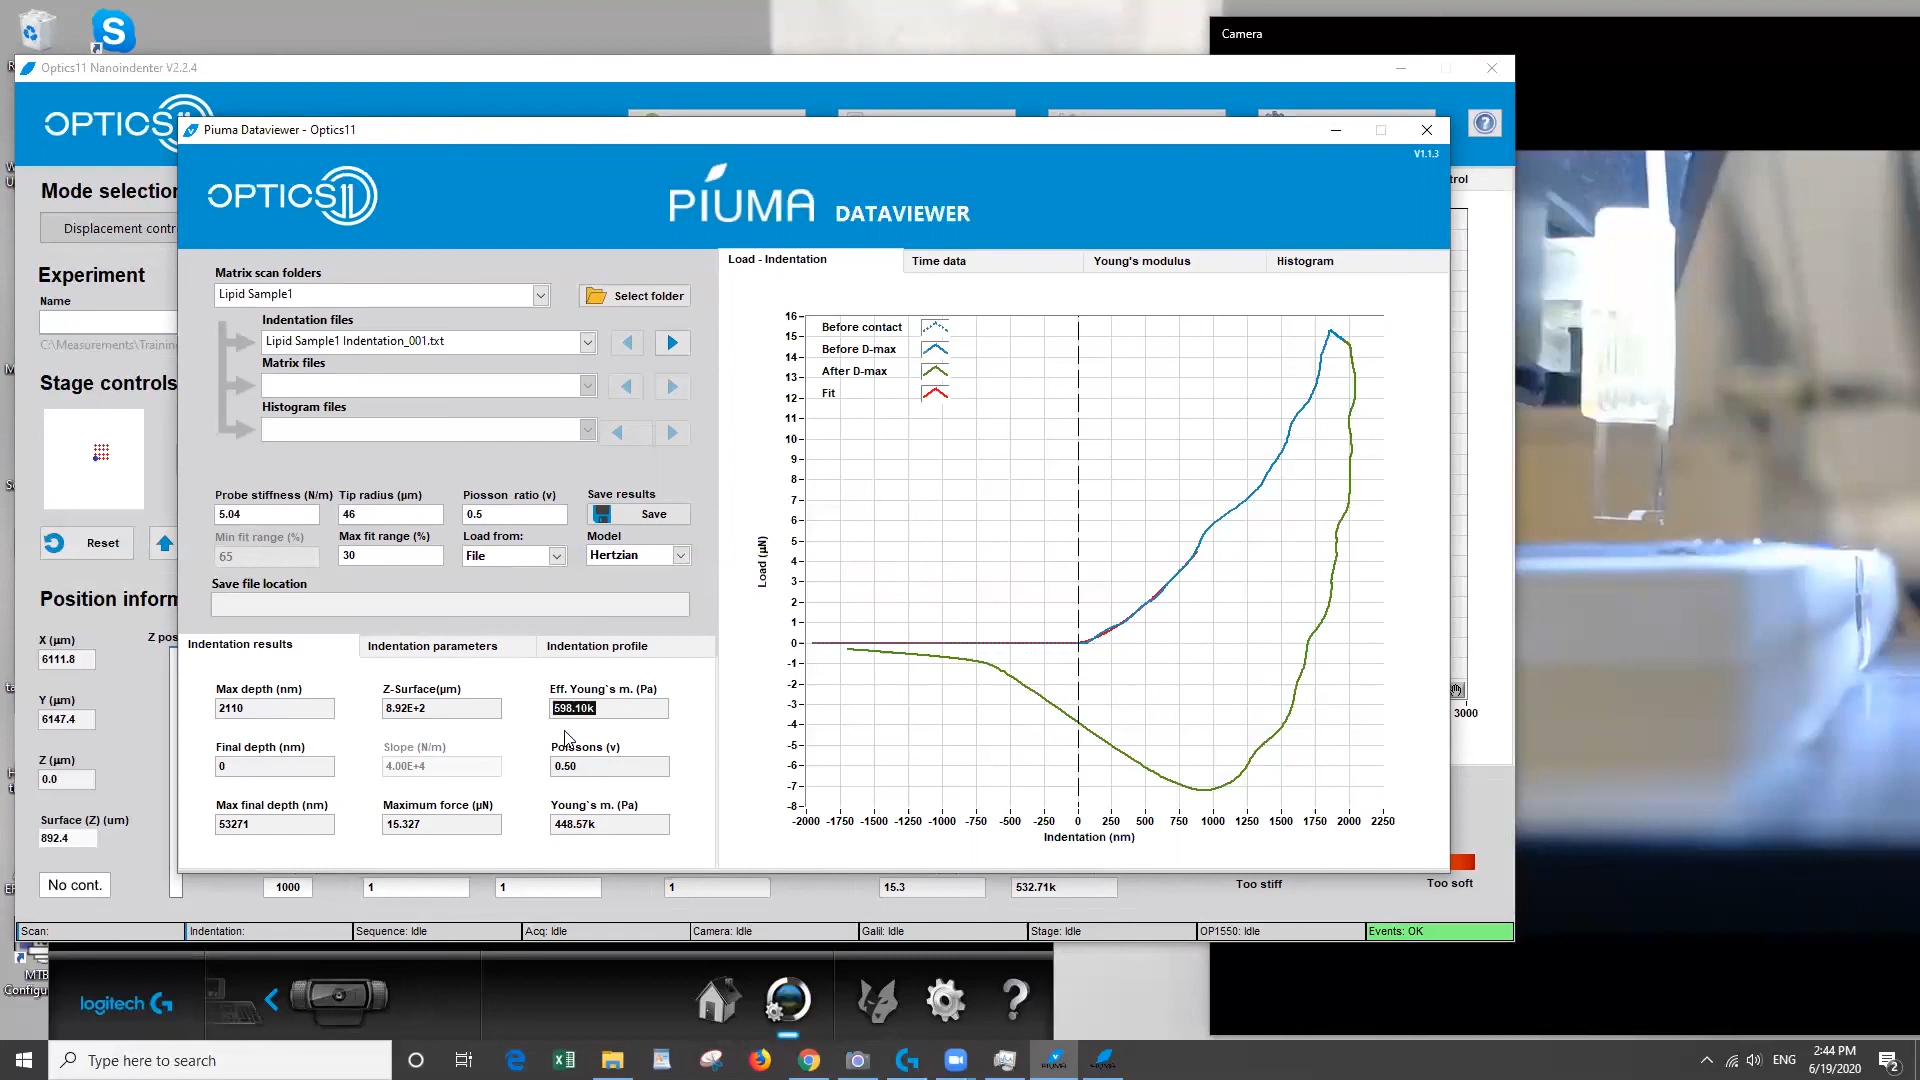 Camera
Optics11 Nanoindenter V2.2.4
OPTICS11
Piuma Dataviewer - Optics11
V1.1.3
OPTICS11
PIUMA DATAVIEWER
Mode selection
Displacement contr
Experiment
Name
C:\Measurements\Training
Stage controls
Reset
Position inform
X (µm)
Z pos
6111.8
Y (µm)
6147.4
Z (µm)
0.0
Surface (Z) (um)
892.4
No cont.
Matrix scan folders
Lipid Sample1
Select folder
Indentation files
Lipid Sample1 Indentation_001.txt
Matrix files
Histogram files
Probe stiffness (N/m) Tip radius (µm) Piosson ratio (v) Save results
5.04 46 0.5 Save
Min fit range (%) Max fit range (%) Load from: Model
65 30 File Hertzian
Save file location
Indentation results Indentation parameters Indentation profile
Max depth (nm) Z-Surface(µm) Eff. Young`s m. (Pa)
2110 8.92E+2 598.10k
Final depth (nm) Slope (N/m) Poissons (v)
0 4.00E+4 0.50
Max final depth (nm) Maximum force (µN) Young`s m. (Pa)
53271 15.327 448.57k
Load - Indentation Time data Young's modulus Histogram
trol
Before contact
Before D-max
After D-max
Fit
16
15
14
13
12
11
10
9
8
7
6
5
4
3
2
1
0
-1
-2
-3
-4
-5
-6
-7
-8
Load (µN)
-2000 -1750 -1500 -1250 -1000 -750 -500 -250 0 250 500 750 1000 1250 1500 1750 2000 2250
Indentation (nm)
3000
1000 1 1 1 15.3 532.71k
Too stiff
Too soft
Scan: Indentation: Sequence: Idle Acq: Idle Camera: Idle Galil: Idle Stage: Idle OP1550: Idle Events: OK
MTB
Configu
logitech G
Type here to search
PIUMA
PIUMA
ENG
2:44 PM
6/19/2020
2